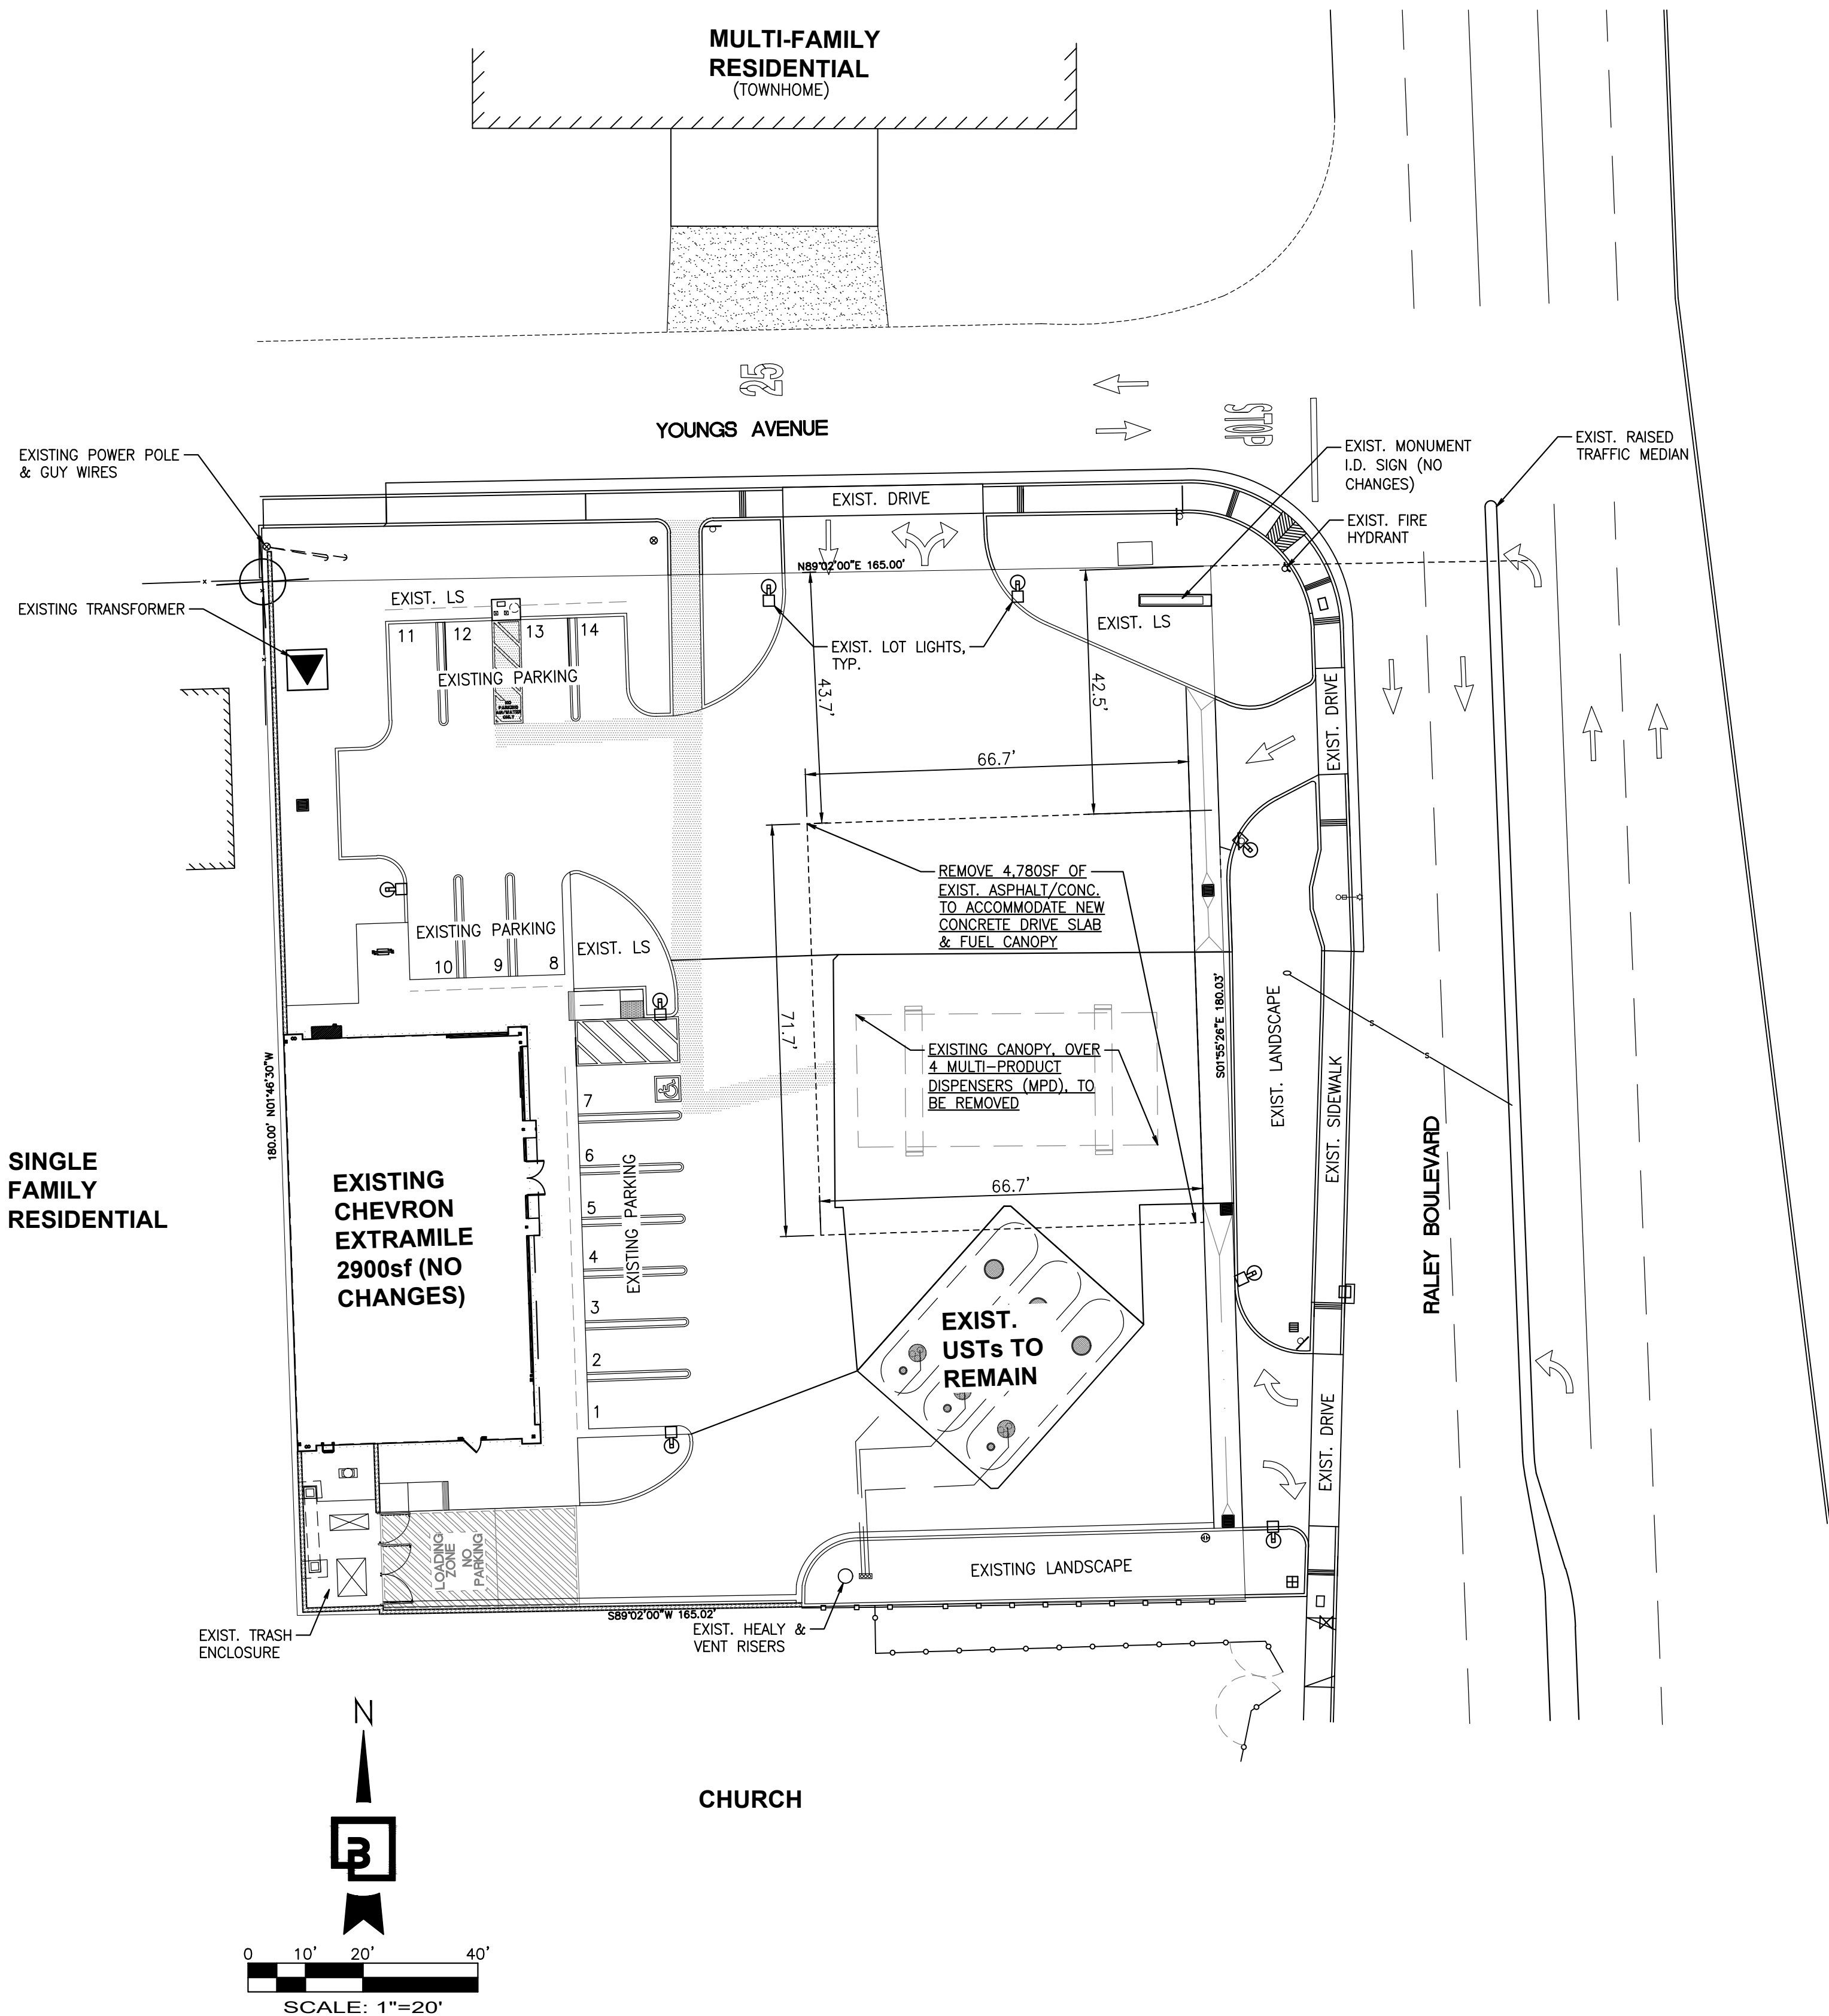 MULTI-FAMILY
RESIDENTIAL
(TOWNHOME)
25
YOUNGS AVENUE
STOP
EXISTING POWER POLE
& GUY WIRES
EXIST. MONUMENT
I.D. SIGN (NO
CHANGES)
EXIST. RAISED
TRAFFIC MEDIAN
EXIST. DRIVE
EXIST. FIRE
HYDRANT
N89°02'00"E 165.00'
EXISTING TRANSFORMER
EXIST. LS
11
12
13
14
EXISTING PARKING
NO
PARKING
AIR/WATER
ONLY
EXIST. LOT LIGHTS,
TYP.
EXIST. LS
43.7'
42.5'
EXIST. DRIVE
66.7'
REMOVE 4,780SF OF
EXIST. ASPHALT/CONC.
TO ACCOMMODATE NEW
CONCRETE DRIVE SLAB
& FUEL CANOPY
EXISTING PARKING
10
9
8
EXIST. LS
71.7'
S01°55'26"E 180.03'
EXIST. LANDSCAPE
EXIST. SIDEWALK
EXISTING CANOPY, OVER
4 MULTI-PRODUCT
DISPENSERS (MPD), TO
BE REMOVED
180.00' N01°46'30"W
SINGLE
FAMILY
RESIDENTIAL
EXISTING
CHEVRON
EXTRAMILE
2900sf (NO
CHANGES)
7
6
5
4
3
2
1
EXISTING PARKING
66.7'
RALEY BOULEVARD
S
S
x
x
x
EXIST.
USTs TO
REMAIN
EXIST. DRIVE
LOADING
ZONE
NO
PARKING
EXISTING LANDSCAPE
S89°02'00"W 165.02'
EXIST. TRASH
ENCLOSURE
EXIST. HEALY &
VENT RISERS
N
CHURCH
B
0 10' 20' 40'
SCALE: 1"=20'